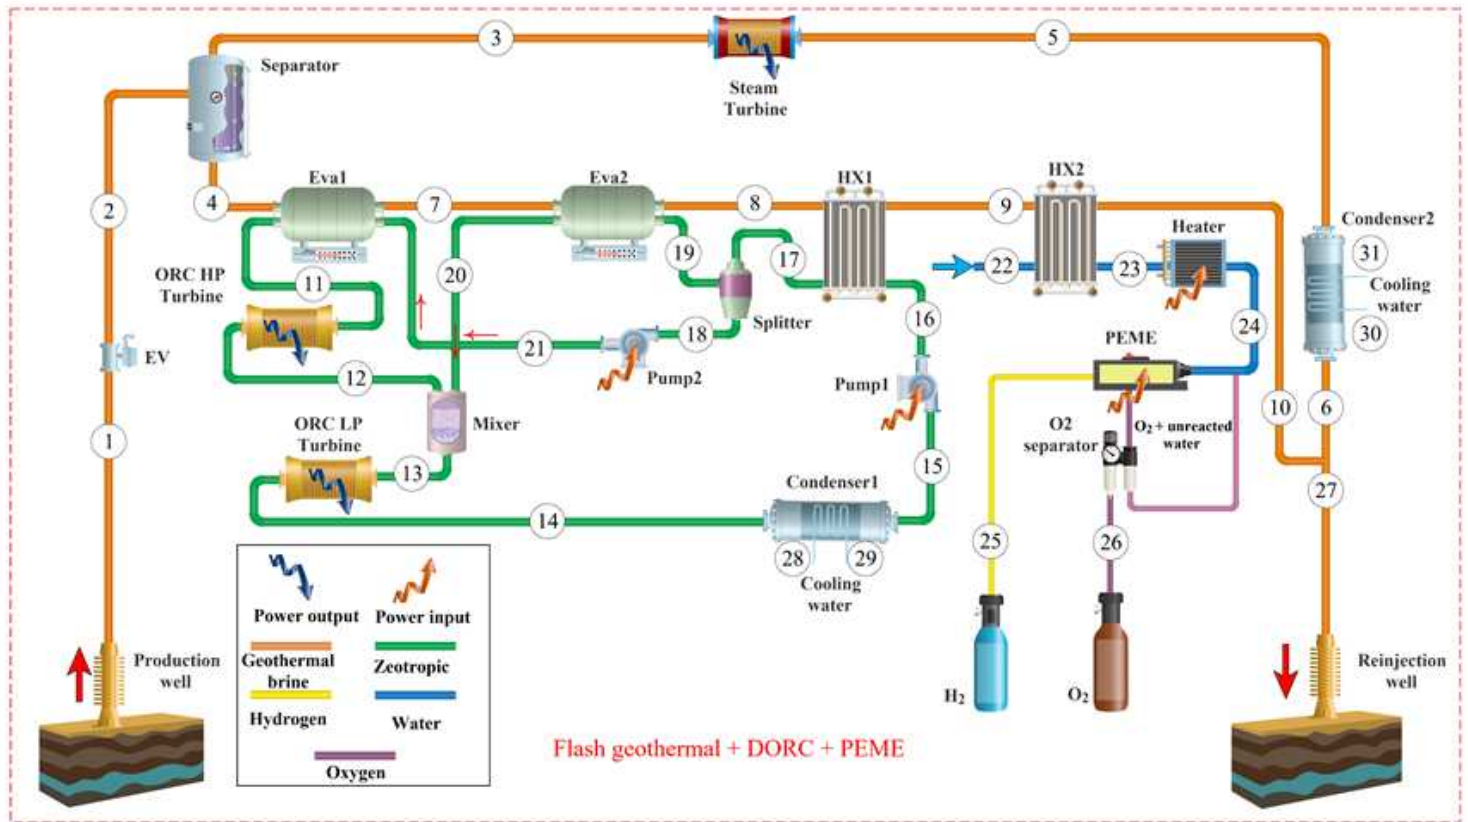 3
5
Separator
Steam
Turbine
Eva1
Eva2
HX1
HX2
2
4
7
8
9
Condenser2
Heater
31
19
17
20
22
23
ORC HP
Turbine
11
Cooling
water
Splitter
16
24
30
18
21
PEME
EV
12
Pump2
Pump1
10
6
Mixer
O2
separator
O2 + unreacted
water
1
ORC LP
Turbine
13
15
Condenser1
27
14
25
26
28
29
Cooling
water
Power output
Power input
Production
well
Geothermal
brine
Zeotropic
Reinjection
well
H2
O2
Hydrogen
Water
Flash geothermal + DORC + PEME
Oxygen